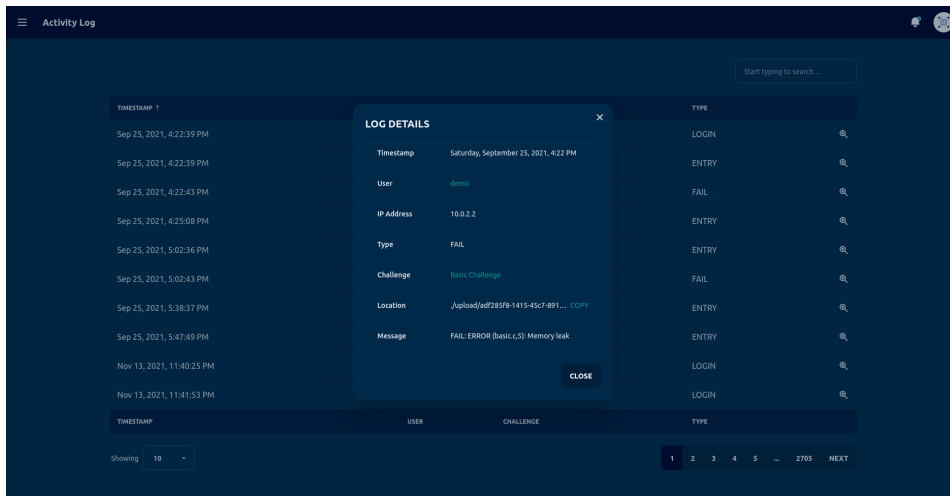 Activity Log
Start typing to search...
TIMESTAMP ↑ TYPE
Sep 25, 2021, 4:22:39 PM LOGIN
Sep 25, 2021, 4:22:39 PM ENTRY
Sep 25, 2021, 4:22:43 PM FAIL
Sep 25, 2021, 4:25:08 PM ENTRY
Sep 25, 2021, 5:02:36 PM ENTRY
Sep 25, 2021, 5:02:43 PM FAIL
Sep 25, 2021, 5:38:37 PM ENTRY
Sep 25, 2021, 5:47:49 PM ENTRY
Nov 13, 2021, 11:40:25 PM LOGIN
Nov 13, 2021, 11:41:53 PM LOGIN
TIMESTAMP USER CHALLENGE TYPE
Showing 10
1 2 3 4 5 ... 2705 NEXT
LOG DETAILS
Timestamp Saturday, September 25, 2021, 4:22 PM
User demo
IP Address 10.0.2.2
Type FAIL
Challenge Basic Challenge
Location ./upload/adf285f8-1415-45c7-891... COPY
Message FAIL: ERROR (basic.c,5): Memory leak
CLOSE